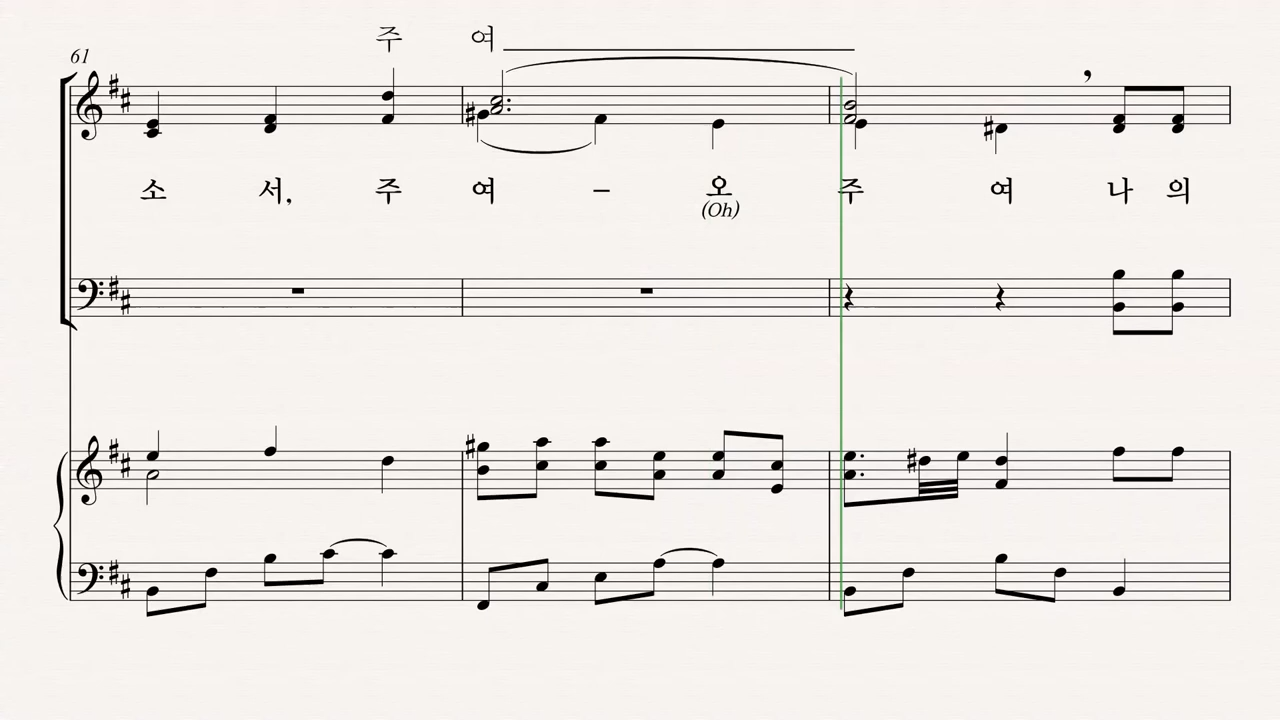 주 여
61
소 서, 주 여 – 오 주 여 나 의
(Oh)